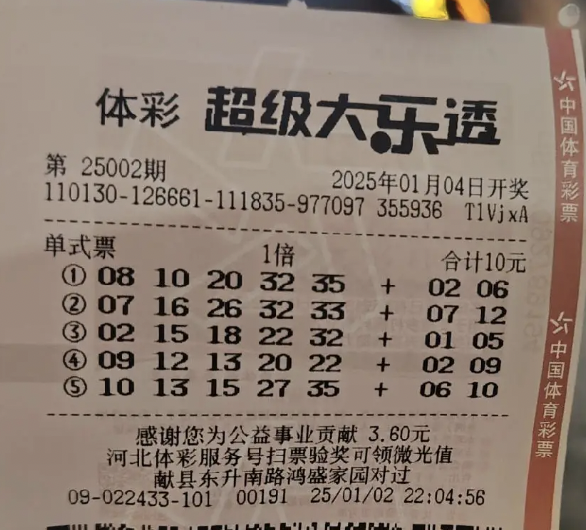 体彩 超级大乐透
第 25002期 2025年01月04日开奖
110130-126661-111835-977097 355936 T1VjxA
单式票 1倍 合计10元
① 08 10 20 32 35 + 02 06
② 07 16 26 32 33 + 07 12
③ 02 15 18 22 32 + 01 05
④ 09 12 13 20 22 + 02 09
⑤ 10 13 15 27 35 + 06 10
感谢您为公益事业贡献 3.60元
河北体彩服务号扫票验奖可领微光值
献县东升南路鸿盛家园对过
09-022433-101 00191 25/01/02 22:04:56
中国体育彩票
中国体育彩票